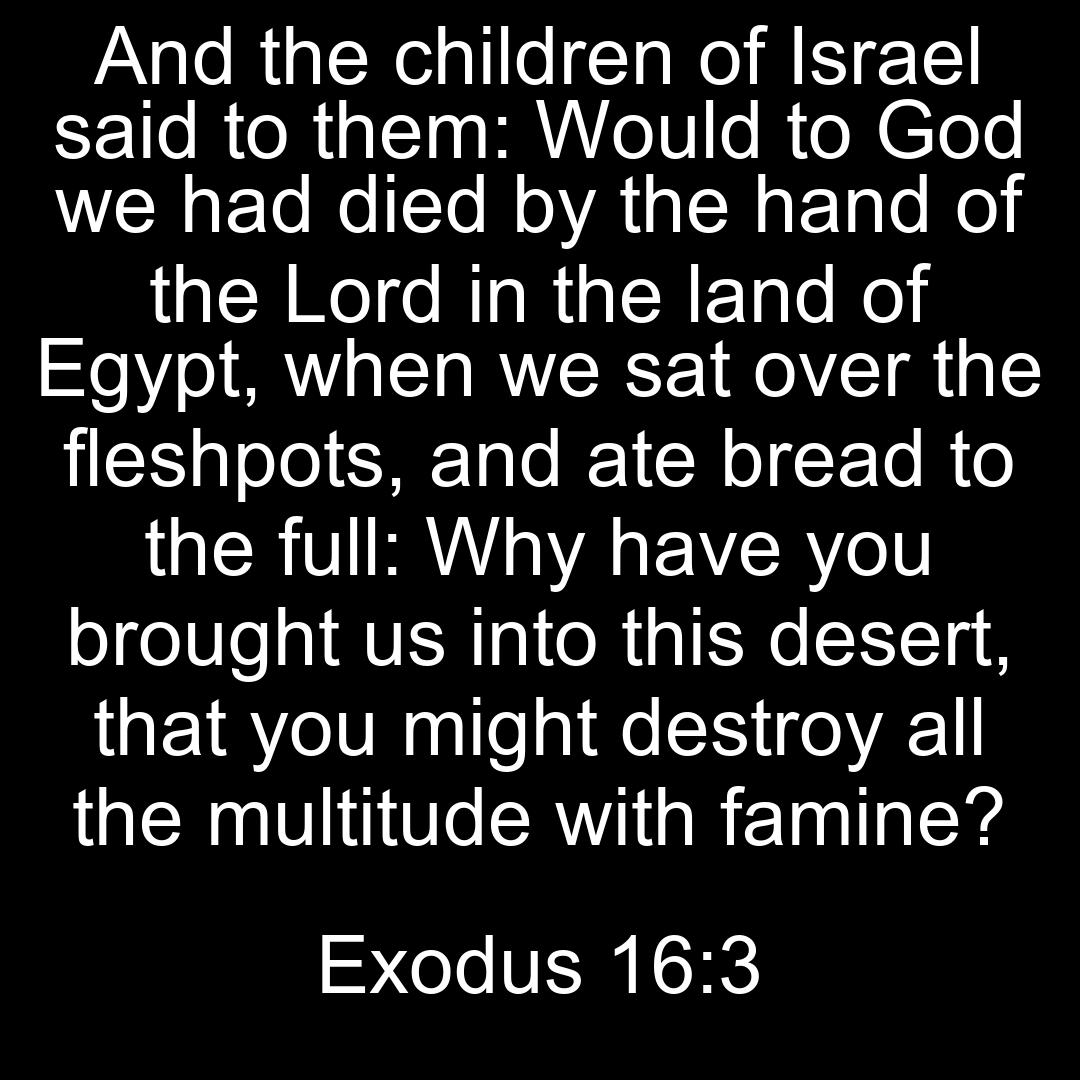 And the children of Israel
said to them: Would to God
we had died by the hand of
the Lord in the land of
Egypt, when we sat over the
fleshpots, and ate bread to
the full: Why have you
brought us into this desert,
that you might destroy all
the multitude with famine?
Exodus 16:3